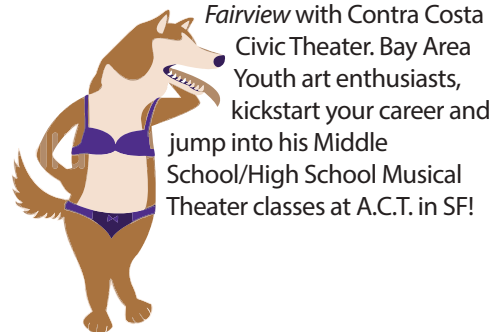 Fairview with Contra Costa
Civic Theater. Bay Area
Youth art enthusiasts,
kickstart your career and
jump into his Middle
School/High School Musical
Theater classes at A.C.T. in SF!